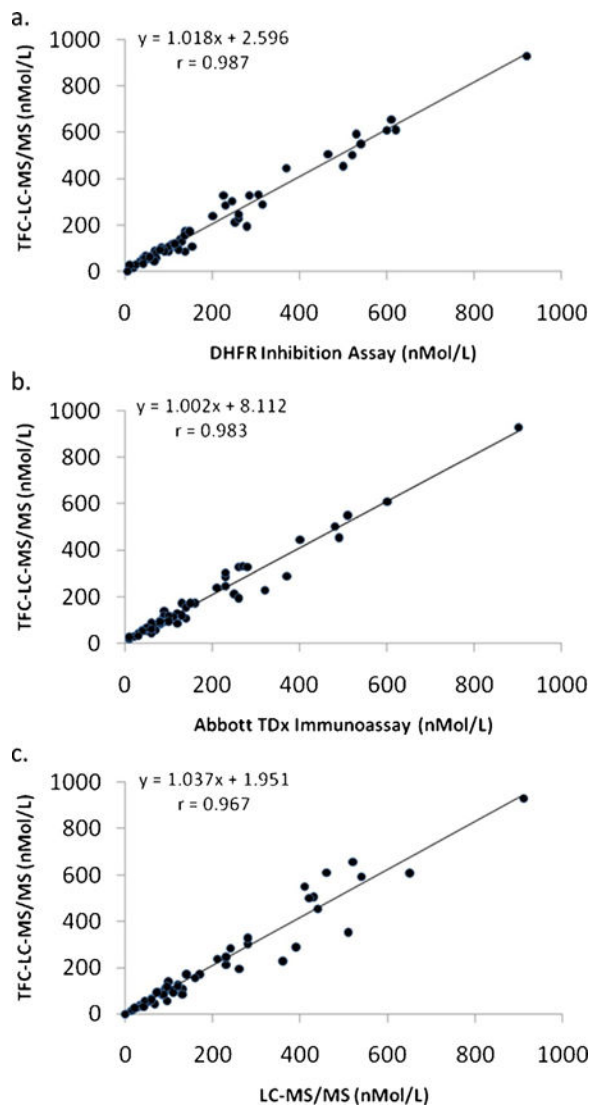 a.
y = 1.018x + 2.596
r = 0.987
TFC-LC-MS/MS (nMol/L)
1000
800
600
400
200
0
0 200 400 600 800 1000
DHFR Inhibition Assay (nMol/L)
b.
y = 1.002x + 8.112
r = 0.983
TFC-LC-MS/MS (nMol/L)
1000
800
600
400
200
0
0 200 400 600 800 1000
Abbott TDx Immunoassay (nMol/L)
c.
y = 1.037x + 1.951
r = 0.967
TFC-LC-MS/MS (nMol/L)
1000
800
600
400
200
0
0 200 400 600 800 1000
LC-MS/MS (nMol/L)